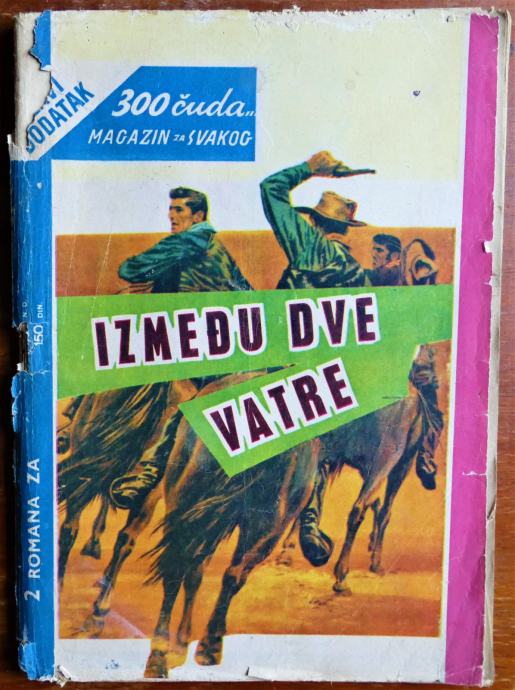 DODATAK
300 čuda...
MAGAZIN ZA SVAKOG
IZMEĐU DVE
VATRE
2 ROMANA ZA
150 DIN.
N. D.